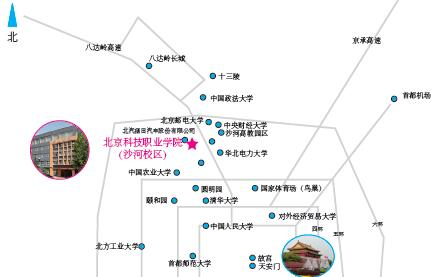 北
八达岭高速
八达岭长城
京承高速
十三陵
中国政法大学
首都机场
北京邮电大学
中央财经大学
北汽福田汽车股份有限公司
沙河高教园区
北京科技职业学院
(沙河校区)
华北电力大学
中国农业大学
圆明园
国家体育场(鸟巢)
颐和园
清华大学
对外经济贸易大学
中国人民大学
四环
五环
六环
北方工业大学
首都师范大学
故宫
天安门